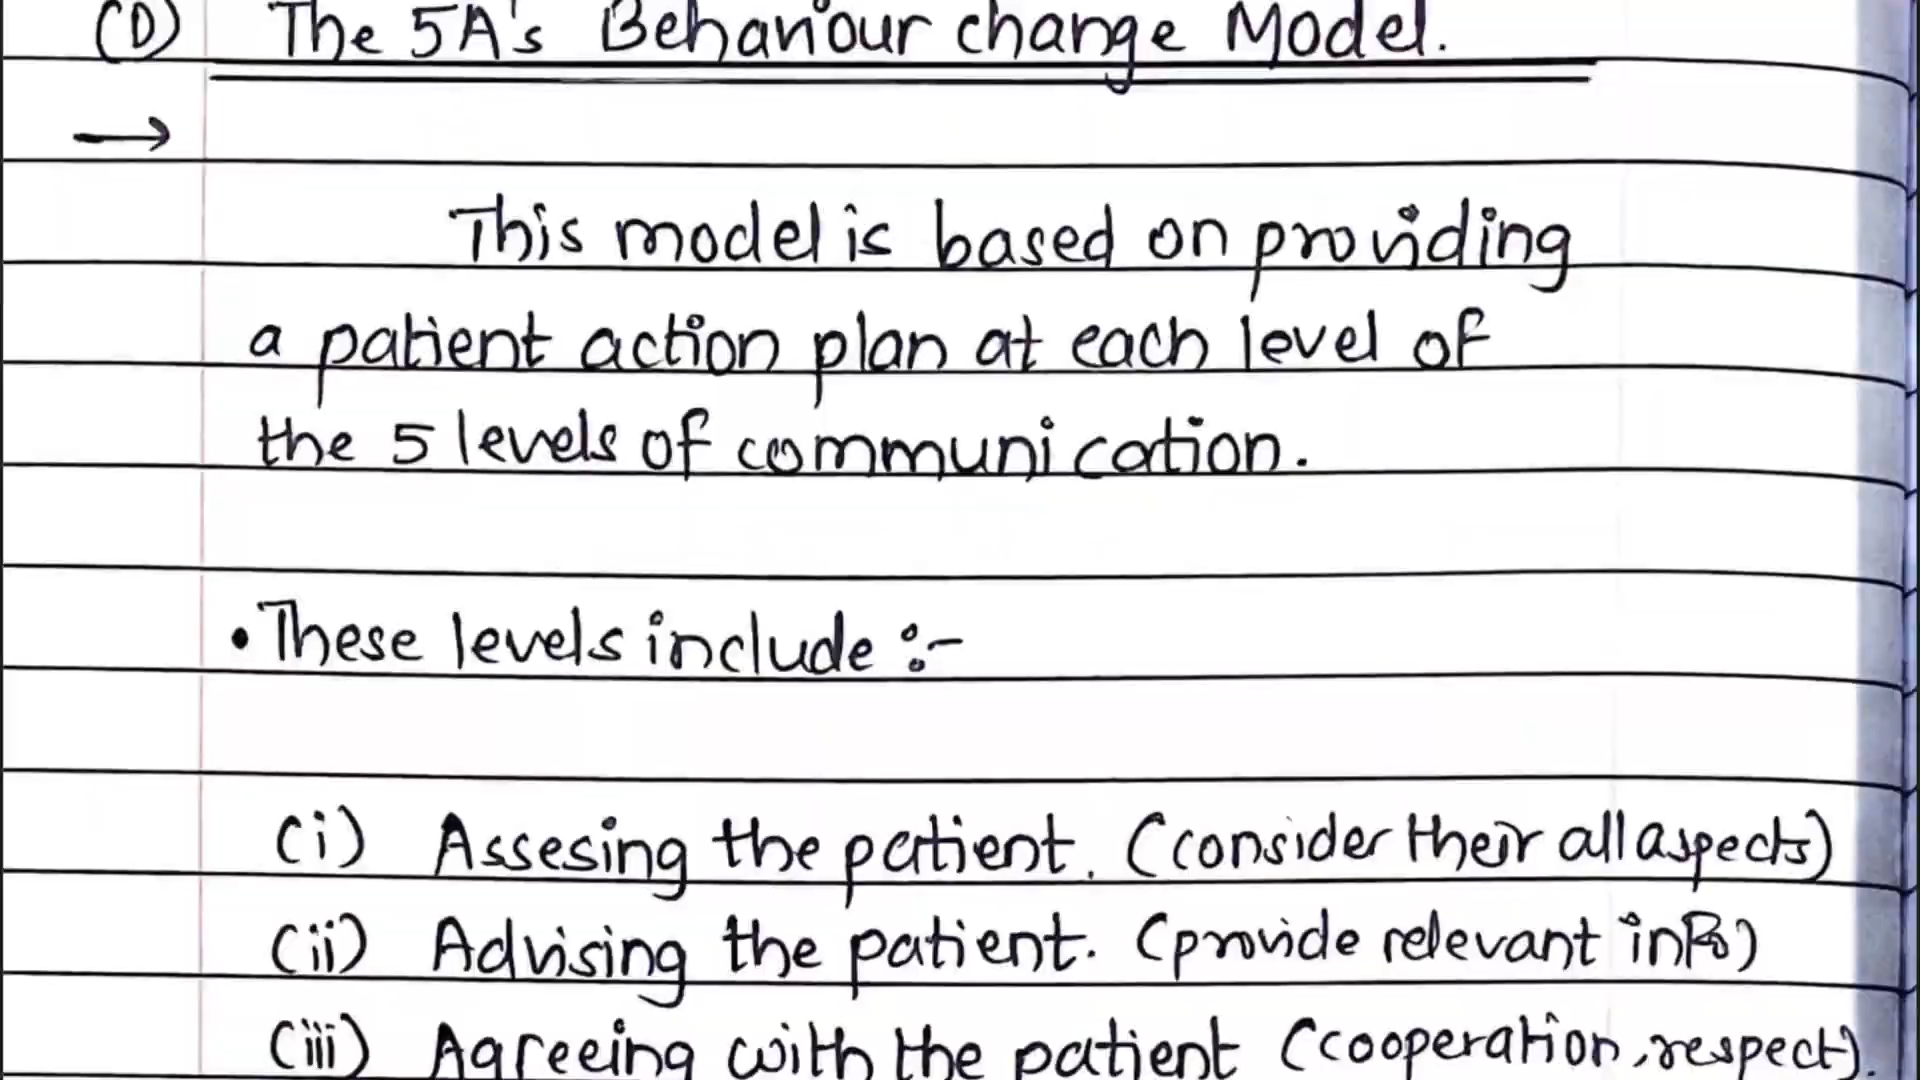 (D) The 5A's Behaviour change Model.
→
This model is based on providing
a patient action plan at each level of
the 5 levels of communication.
• These levels include :-
(i) Assesing the patient. (consider their all aspects)
(ii) Advising the patient. (provide relevant info)
(iii) Agreeing with the patient (cooperation, respect).